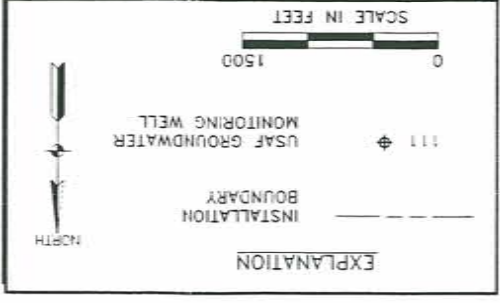 EXPLANATION
NORTH
INSTALLATION
BOUNDARY
111 USAF GROUNDWATER
MONITORING WELL
0 1500
SCALE IN FEET